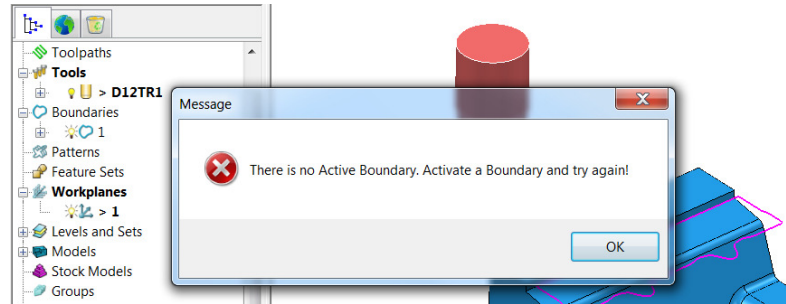 Toolpaths
Tools
> D12TR1
Boundaries
1
Patterns
Feature Sets
Workplanes
> 1
Levels and Sets
Models
Stock Models
Groups
Message
There is no Active Boundary. Activate a Boundary and try again!
OK